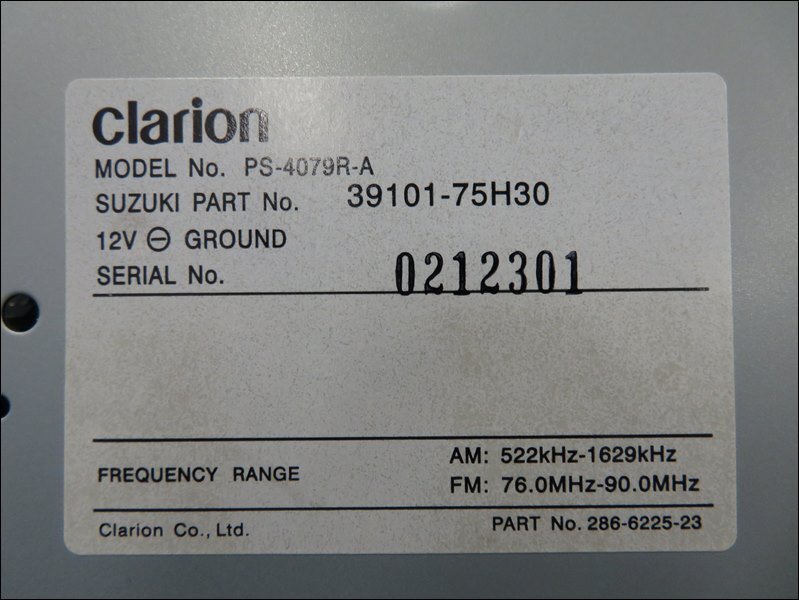 clarion
MODEL No. PS-4079R-A
SUZUKI PART No. 39101-75H30
12V ⊖ GROUND
SERIAL No. 0212301
FREQUENCY RANGE
AM: 522kHz-1629kHz
FM: 76.0MHz-90.0MHz
Clarion Co., Ltd. PART No. 286-6225-23